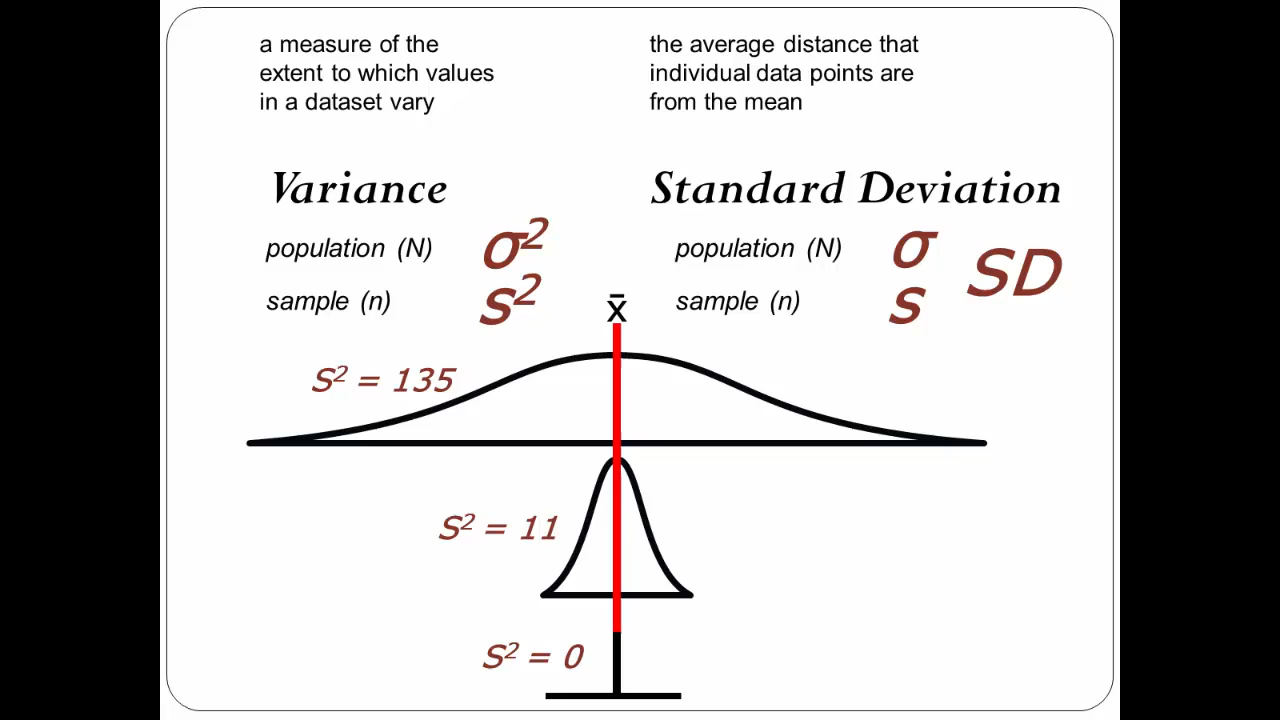 a measure of the
extent to which values
in a dataset vary
the average distance that
individual data points are
from the mean
Variance
population (N) σ²
sample (n) s²
Standard Deviation
population (N) σ
sample (n) s
SD
x̄
S² = 135
S² = 11
S² = 0